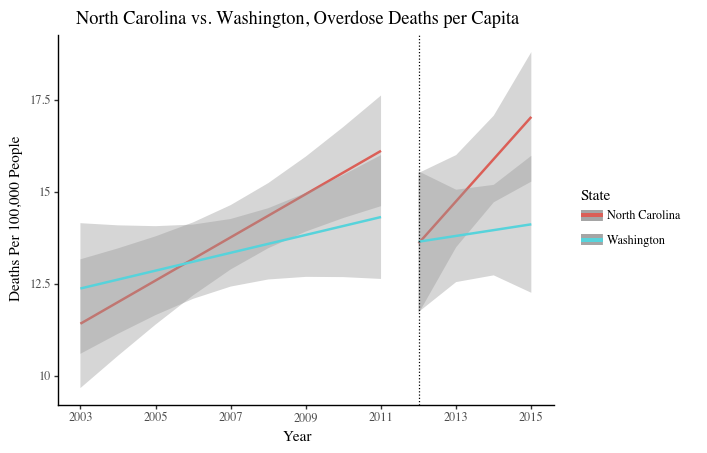 North Carolina vs. Washington, Overdose Deaths per Capita
Deaths Per 100,000 People
17.5
15
12.5
10
2003
2005
2007
2009
2011
2013
2015
Year
State
North Carolina
Washington